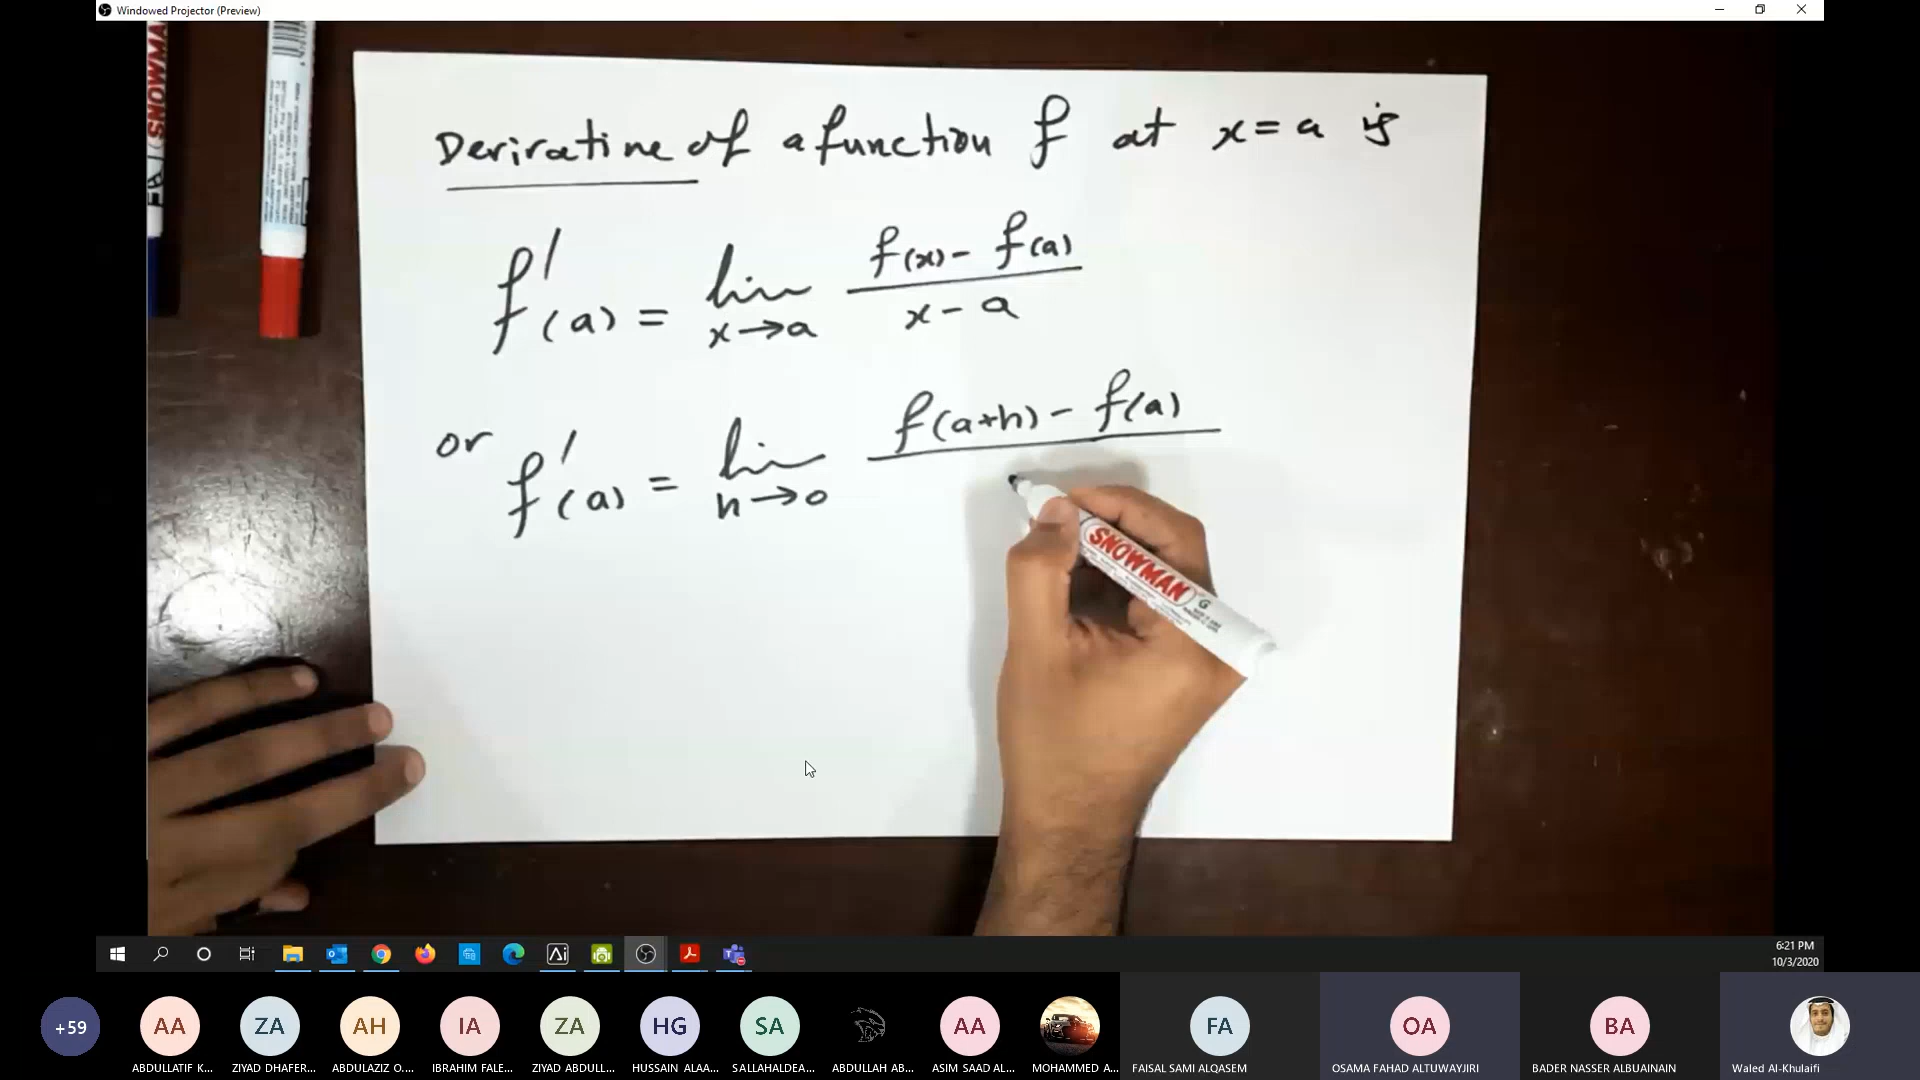 Windowed Projector (Preview)
SNOWMA
Derivative of a function f at x = a is
f'(a) = lim x→a f(x) - f(a) / x - a
or f'(a) = lim h→0 f(a+h) - f(a)
SNOWMAN
G
6:21 PM
10/3/2020
+59
AA
ZA
AH
IA
ZA
HG
SA
AA
FA
OA
BA
ABDULLATIF K...
ZIYAD DHAFER...
ABDULAZIZ O....
IBRAHIM FALE...
ZIYAD ABDULL...
HUSSAIN ALAA...
SALLAHALDEA...
ABDULLAH AB...
ASIM SAAD AL...
MOHAMMED A...
FAISAL SAMI ALQASEM
OSAMA FAHAD ALTUWAYJIRI
BADER NASSER ALBUAINAIN
Waled Al-Khulaifi